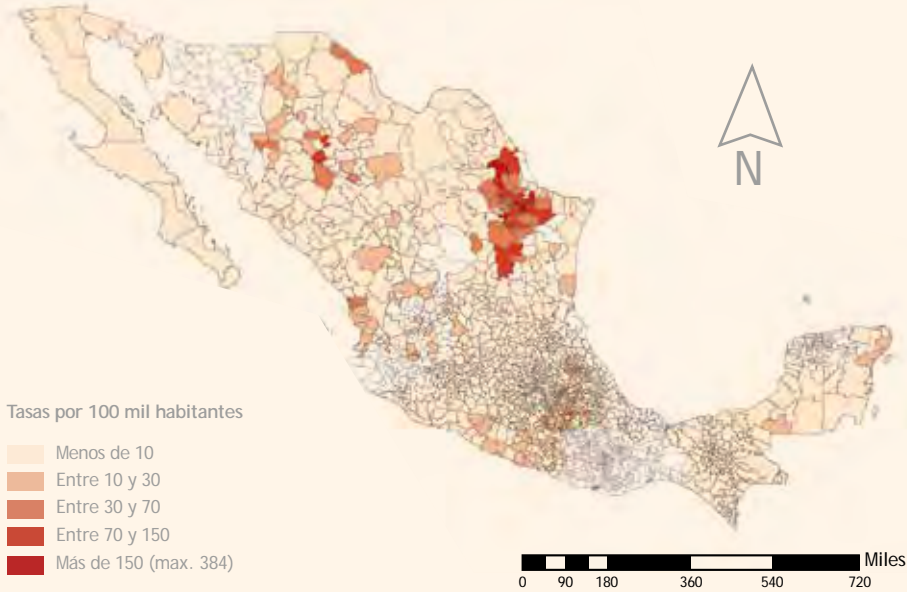 N
Tasas por 100 mil habitantes
Menos de 10
Entre 10 y 30
Entre 30 y 70
Entre 70 y 150
Más de 150 (max. 384)
Miles
0 90 180 360 540 720